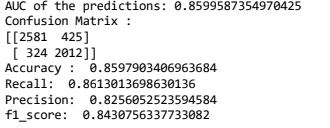 AUC of the predictions: 0.8599587354970425
Confusion Matrix :
[[2581  425]
 [ 324 2012]]
Accuracy :  0.8597903406963684
Recall:  0.8613013698630136
Precision:  0.8256052523594584
f1_score:  0.8430756337733082